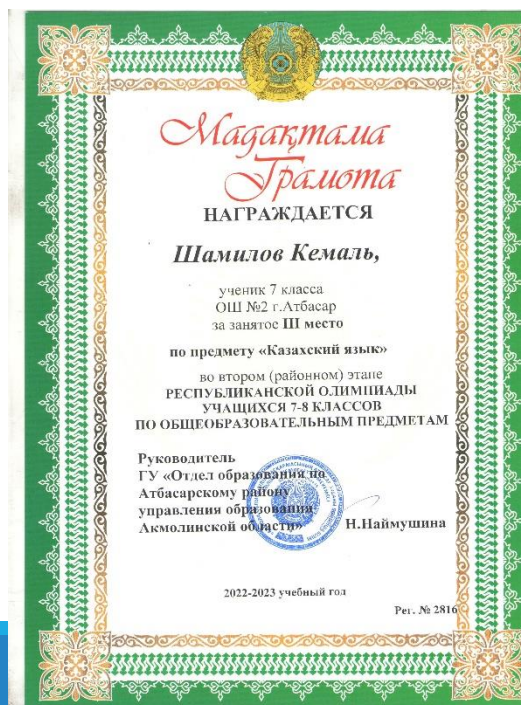 Мадақтама
Грамота
НАГРАЖДАЕТСЯ
Шамилов Кемаль,
ученик 7 класса
ОШ №2 г.Атбасар
за занятое III место
по предмету «Казахский язык»
во втором (районном) этапе
РЕСПУБЛИКАНСКОЙ ОЛИМПИАДЫ
УЧАЩИХСЯ 7-8 КЛАССОВ
ПО ОБЩЕОБРАЗОВАТЕЛЬНЫМ ПРЕДМЕТАМ
Руководитель
ГУ «Отдел образования по
Атбасарскому району
управления образования
Акмолинской области» Н.Наймушина
2022-2023 учебный год
Рег. № 2816